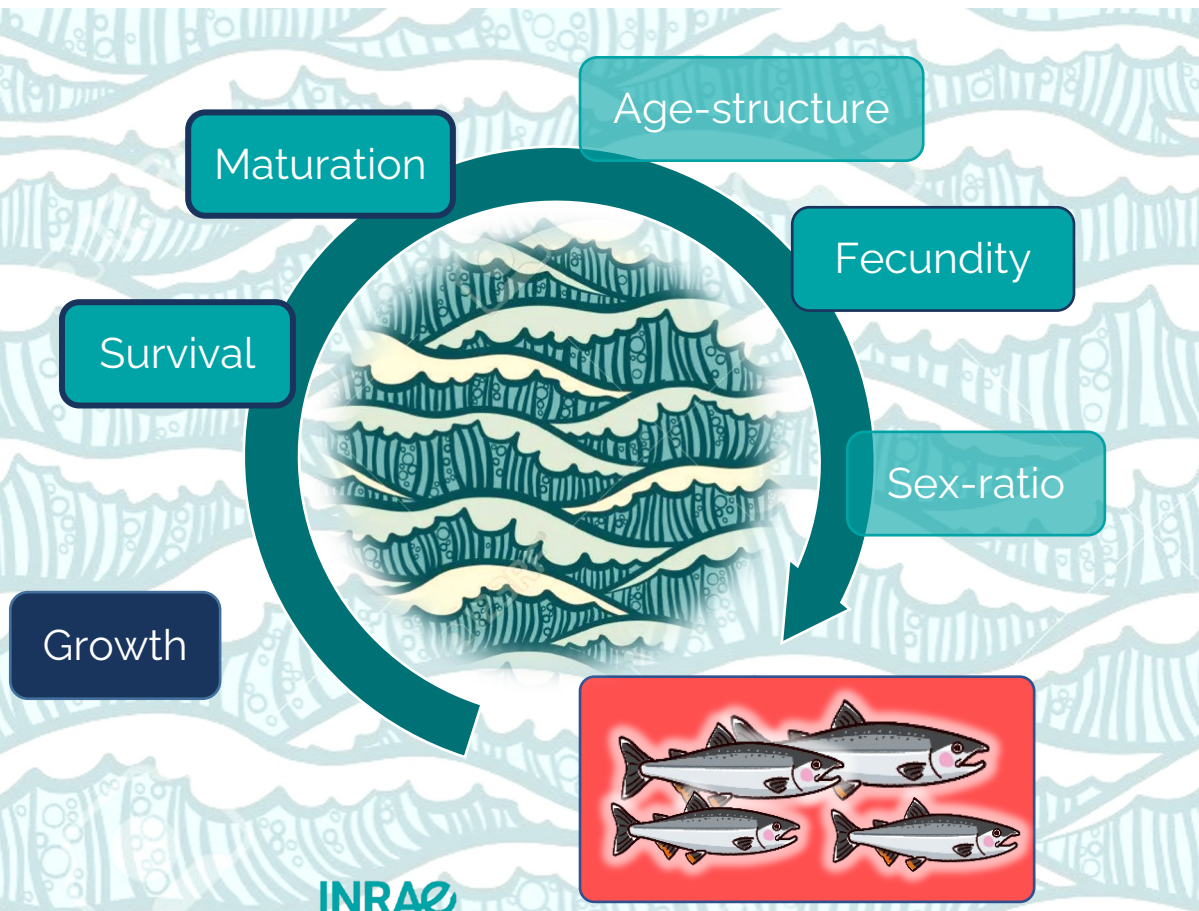 Age-structure
Maturation
Fecundity
Survival
Sex-ratio
Growth
INRAE